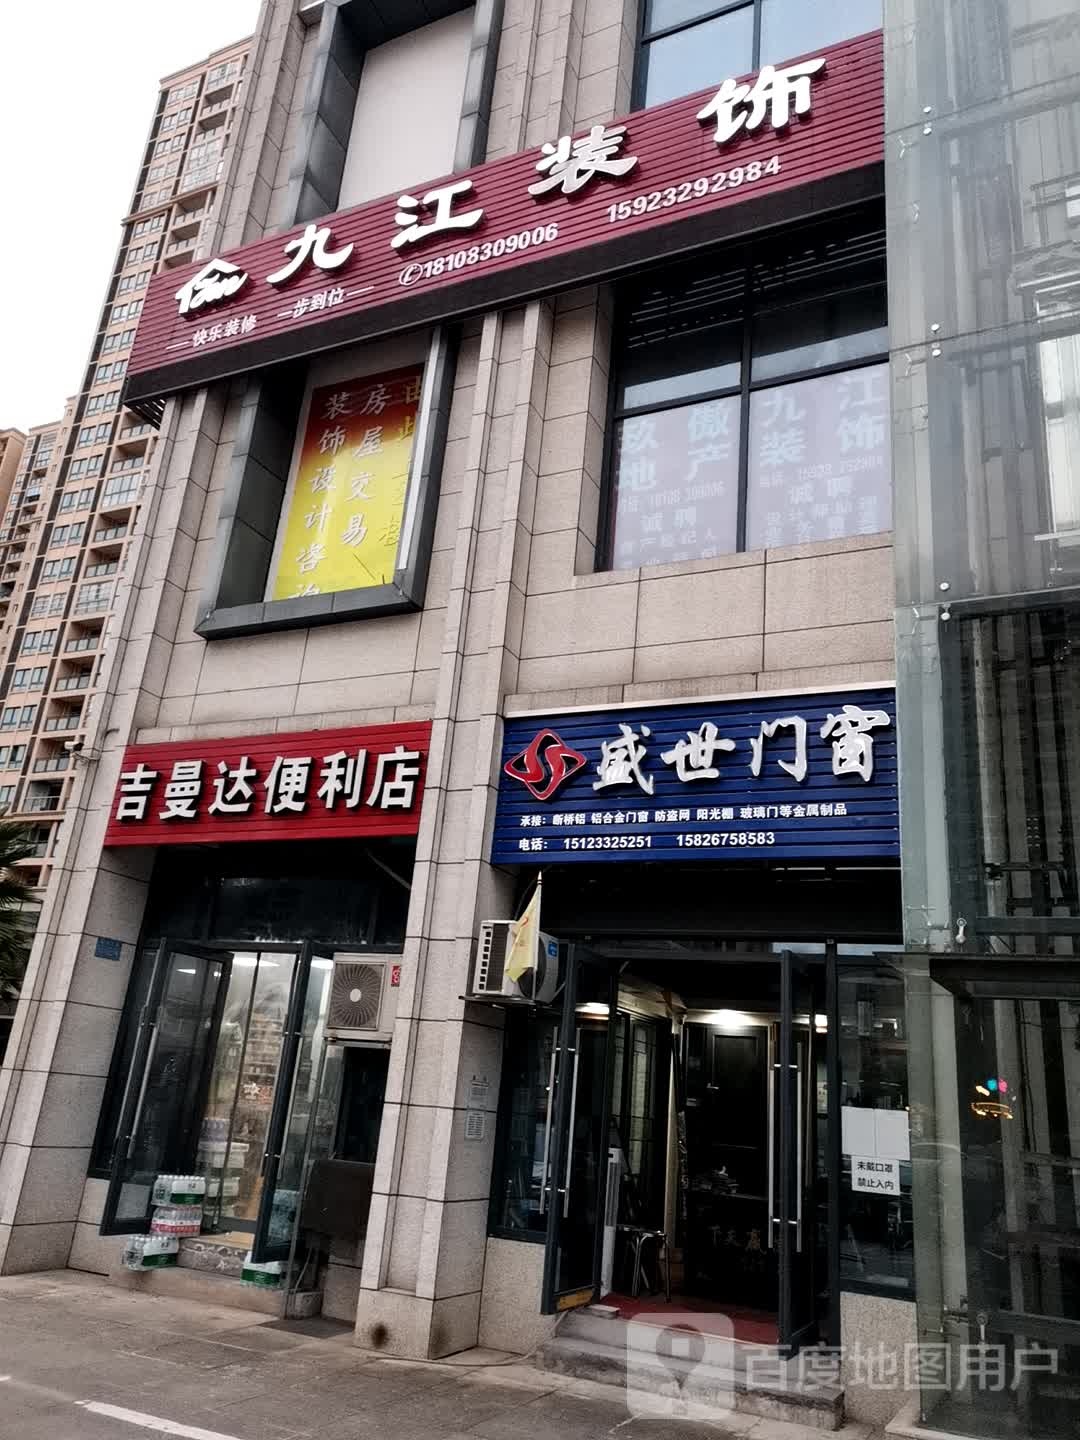 九江装饰
快乐装修 一步到位
18108309006 15923292984
装饰设计咨询
房屋交易
玖傲地产
九江装饰
诚聘
诚聘
吉曼达便利店
盛世门窗
承接：断桥铝 铝合金门窗 防盗网 阳光棚 玻璃门等金属制品
电话： 15123325251 15826758583
未戴口罩
禁止入内
百度地图用户